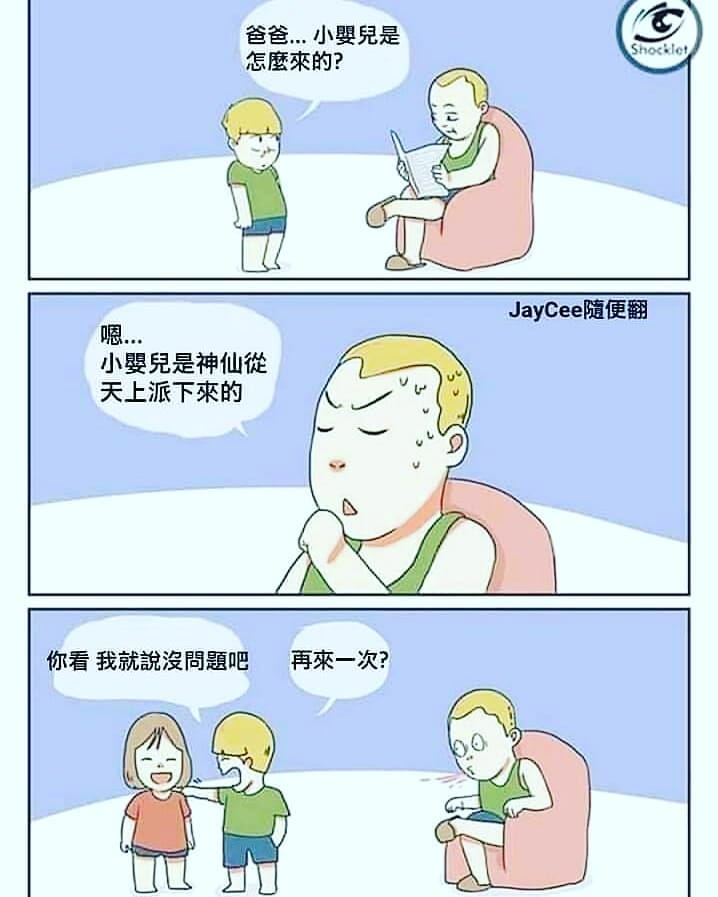 Shocklet
爸爸... 小嬰兒是
怎麼來的?
JayCee隨便翻
嗯...
小嬰兒是神仙從
天上派下來的
你看 我就說沒問題吧
再來一次?